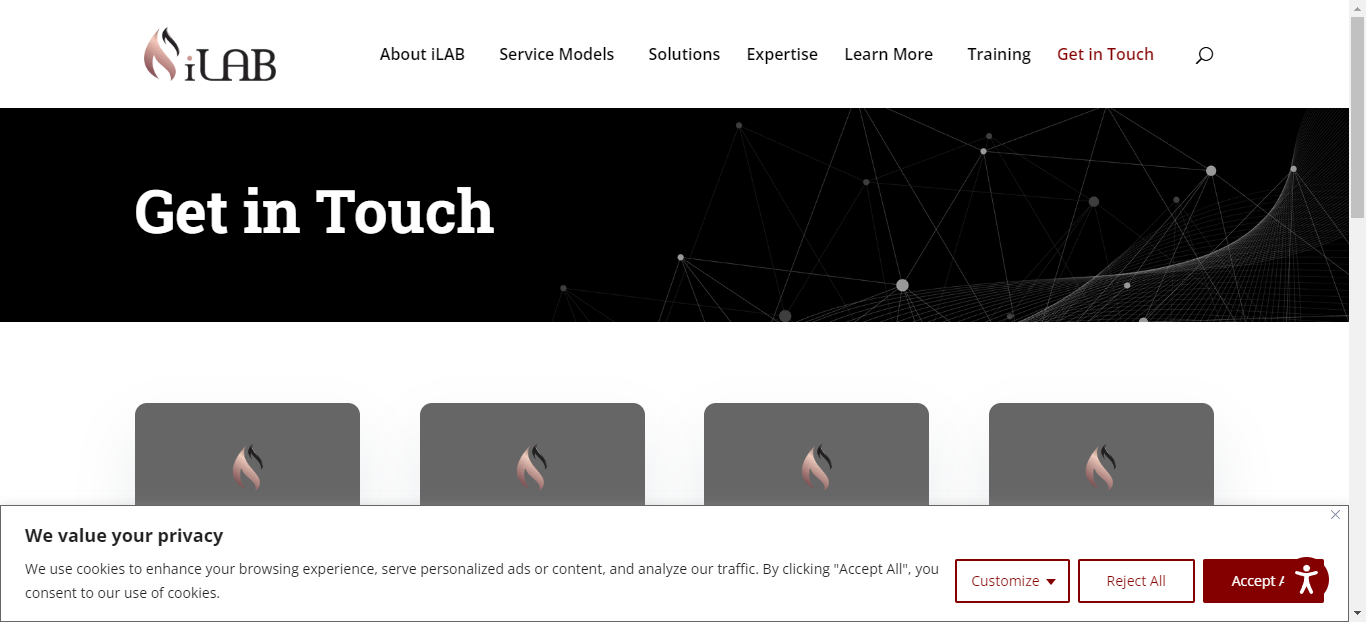 iLAB
About iLAB
Service Models
Solutions
Expertise
Learn More
Training
Get in Touch
Get in Touch
We value your privacy
We use cookies to enhance your browsing experience, serve personalized ads or content, and analyze our traffic. By clicking "Accept All", you
consent to our use of cookies.
Customize
Reject All
Accept